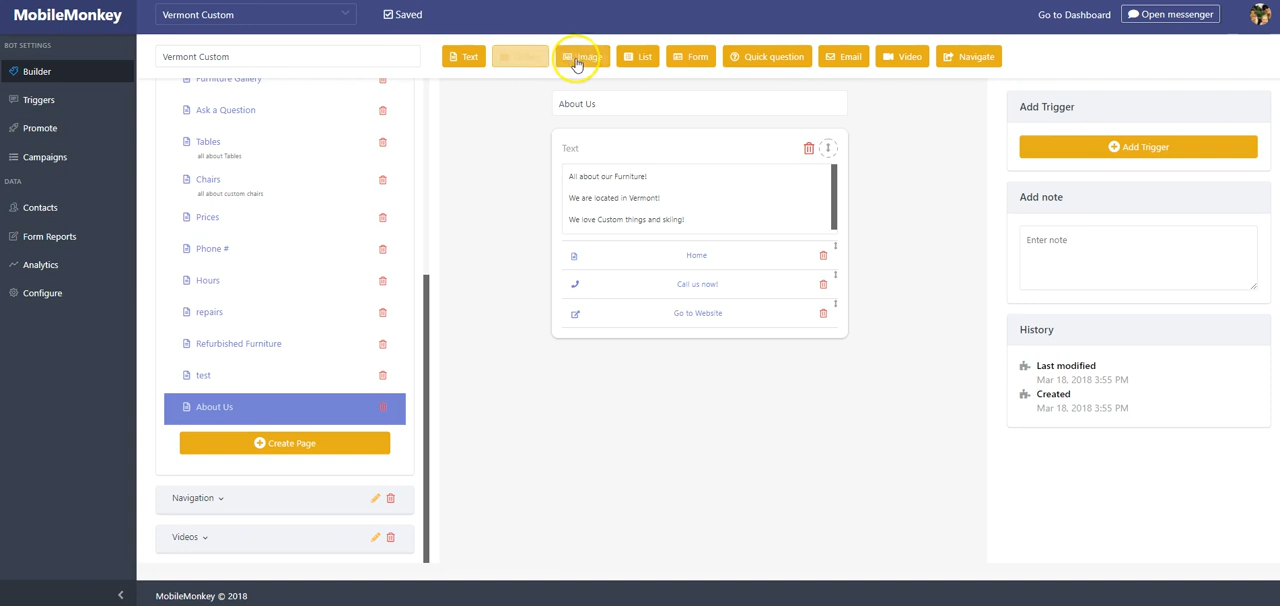 MobileMonkey
Vermont Custom
Saved
Go to Dashboard
Open messenger
BOT SETTINGS
Builder
Triggers
Promote
Campaigns
DATA
Contacts
Form Reports
Analytics
Configure
Vermont Custom
Text
Image
List
Form
Quick question
Email
Video
Navigate
Furniture Gallery
Ask a Question
Tables
all about Tables
Chairs
all about custom chairs
Prices
Phone #
Hours
repairs
Refurbished Furniture
test
About Us
Create Page
Navigation
Videos
About Us
Text
All about our Furniture!
We are located in Vermont!
We love Custom things and skiing!
Home
Call us now!
Go to Website
Add Trigger
Add Trigger
Add note
Enter note
History
Last modified
Mar 18, 2018 3:55 PM
Created
Mar 18, 2018 3:55 PM
MobileMonkey © 2018